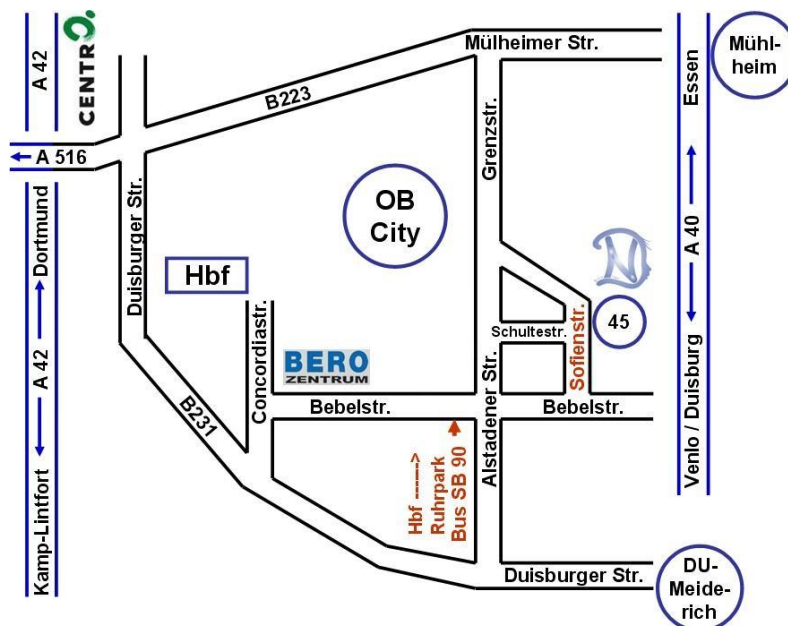 A 42
CENTRO
Mülheimer Str.
Essen
Mühl-
heim
B223
A 516
Grenzstr.
OB
City
Dortmund
Duisburger Str.
A 40
Hbf
45
Schultestr.
Sofienstr.
Concordiastr.
BERO
ZENTRUM
A 42
B231
Bebelstr.
Bebelstr.
Alstadener Str.
Venlo / Duisburg
Hbf ------>
Ruhrpark
Bus SB 90
Kamp-Lintfort
Duisburger Str.
DU-
Meide-
rich